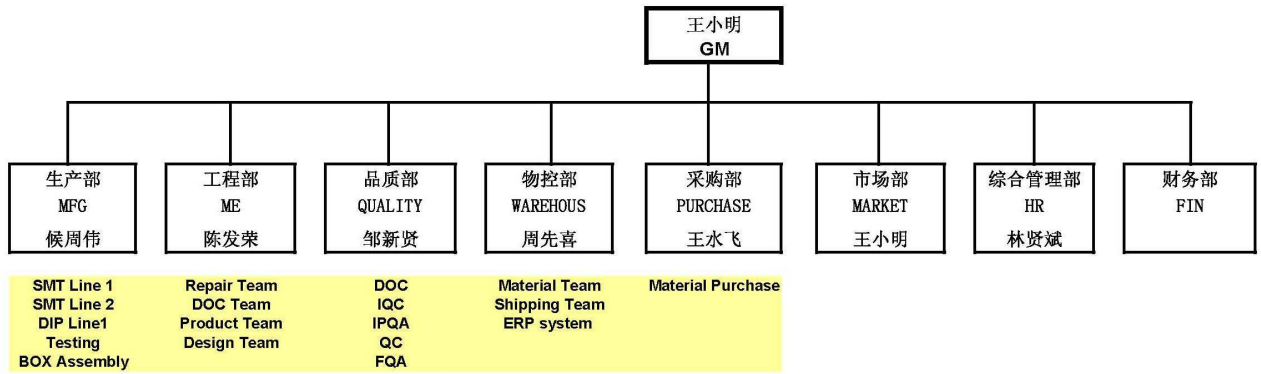 王小明
GM
生产部
MFG
候周伟
工程部
ME
陈发荣
品质部
QUALITY
邹新贤
物控部
WAREHOUS
周先喜
采购部
PURCHASE
王水飞
市场部
MARKET
王小明
综合管理部
HR
林贤斌
财务部
FIN
SMT Line 1
SMT Line 2
DIP Line1
Testing
BOX Assembly
Repair Team
DOC Team
Product Team
Design Team
DOC
IQC
IPQA
QC
FQA
Material Team
Shipping Team
ERP system
Material Purchase